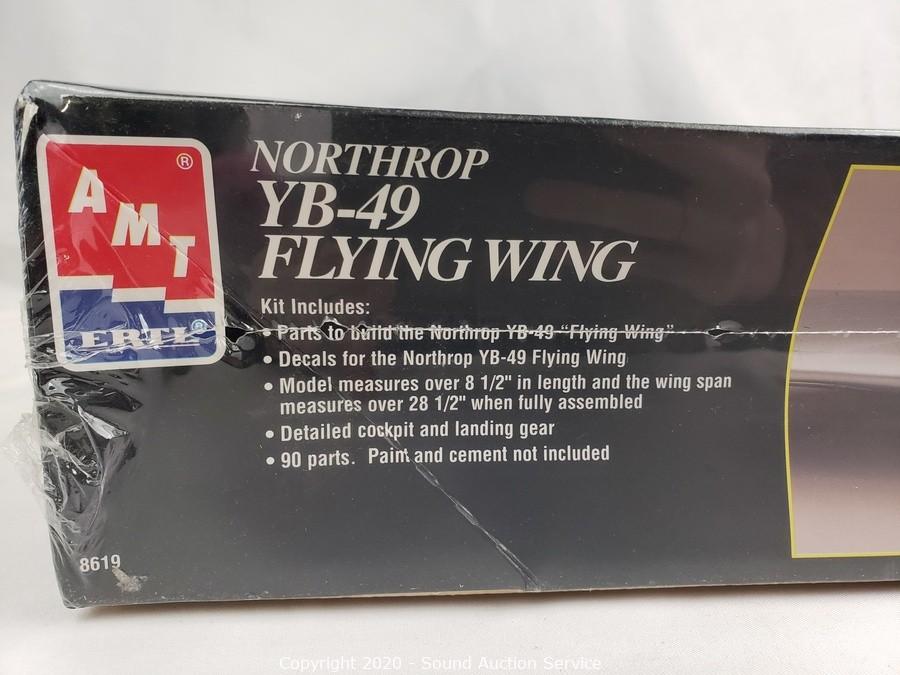 AMT®
ERTL®
NORTHROP
YB-49
FLYING WING
Kit Includes:
• Parts to build the Northrop YB-49 “Flying Wing”
• Decals for the Northrop YB-49 Flying Wing
• Model measures over 8 1/2" in length and the wing span
measures over 28 1/2" when fully assembled
• Detailed cockpit and landing gear
• 90 parts. Paint and cement not included
8619
Copyright 2020 - Sound Auction Service